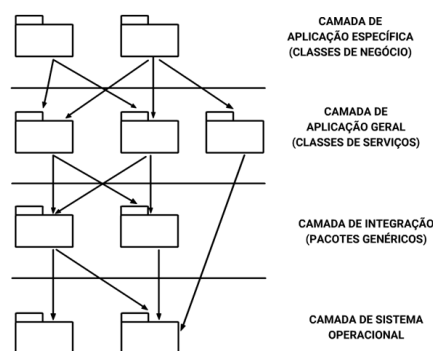 CAMADA DE
APLICAÇÃO ESPECÍFICA
(CLASSES DE NEGÓCIO)
CAMADA DE
APLICAÇÃO GERAL
(CLASSES DE SERVIÇOS)
CAMADA DE INTEGRAÇÃO
(PACOTES GENÉRICOS)
CAMADA DE SISTEMA
OPERACIONAL